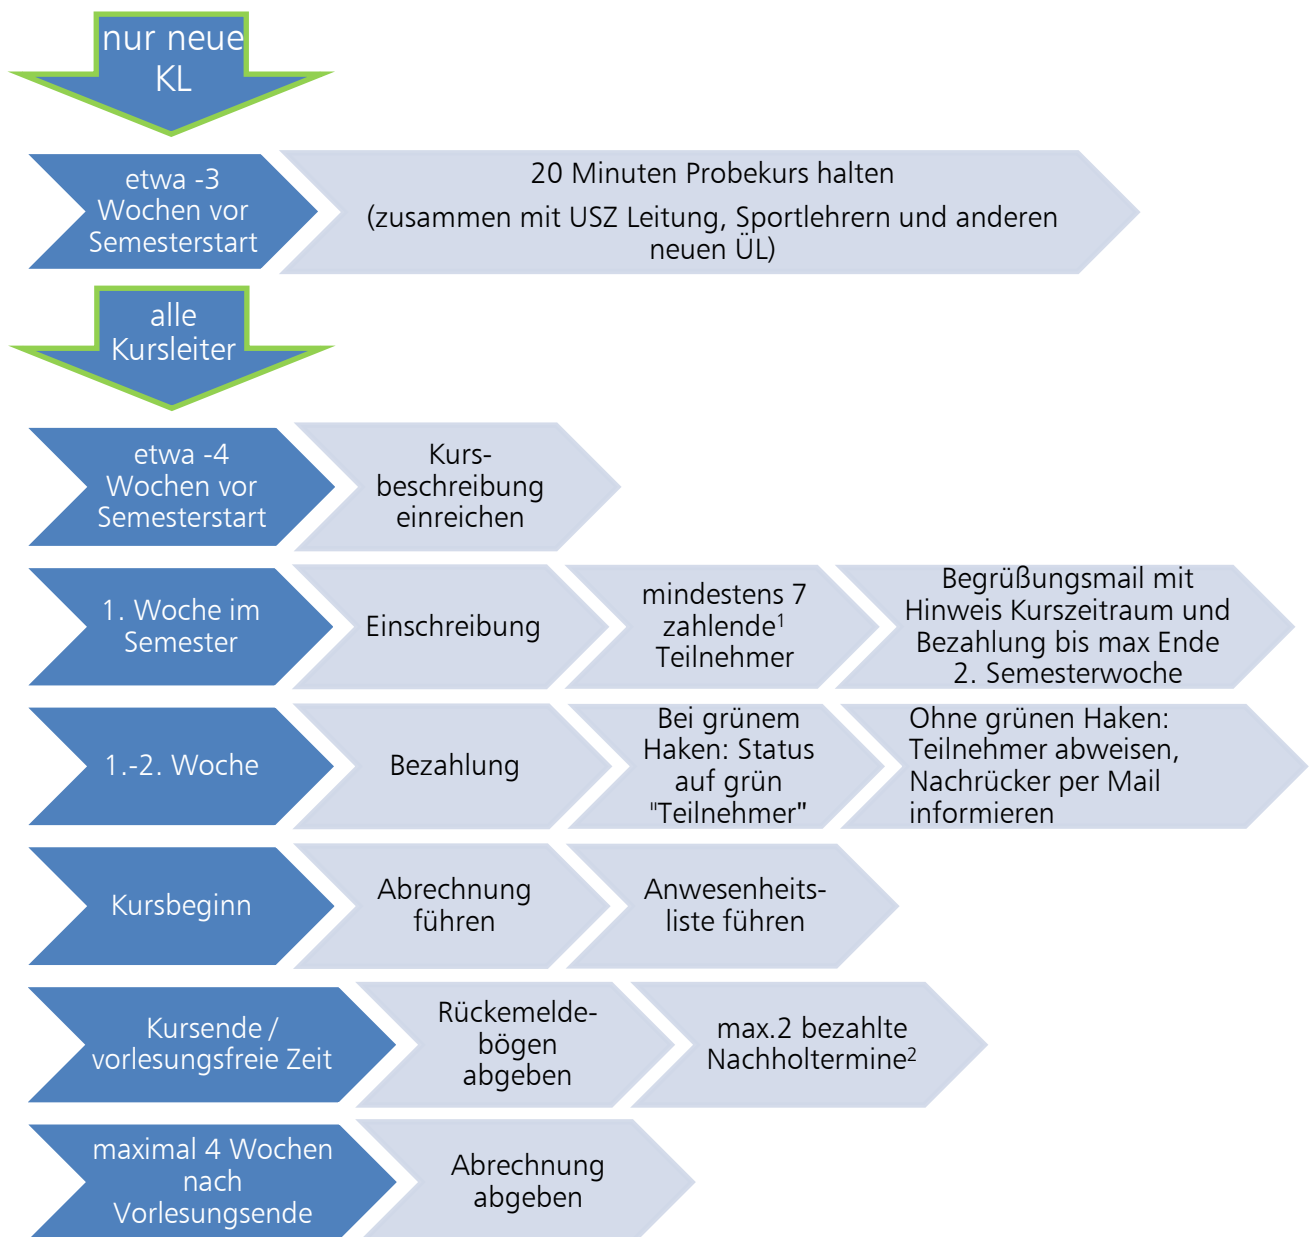 nur neue
KL
etwa -3
Wochen vor
Semesterstart
20 Minuten Probekurs halten
(zusammen mit USZ Leitung, Sportlehrern und anderen
neuen ÜL)
alle
Kursleiter
etwa -4
Wochen vor
Semesterstart
Kurs-
beschreibung
einreichen
1. Woche im
Semester
Einschreibung
mindestens 7
zahlende¹
Teilnehmer
Begrüßungsmail mit
Hinweis Kurszeitraum und
Bezahlung bis max Ende
2. Semesterwoche
1.-2. Woche
Bezahlung
Bei grünem
Haken: Status
auf grün
"Teilnehmer"
Ohne grünen Haken:
Teilnehmer abweisen,
Nachrücker per Mail
informieren
Kursbeginn
Abrechnung
führen
Anwesenheits-
liste führen
Kursende /
vorlesungsfreie Zeit
Rückemelde-
bögen
abgeben
max.2 bezahlte
Nachholtermine²
maximal 4 Wochen
nach
Vorlesungsende
Abrechnung
abgeben